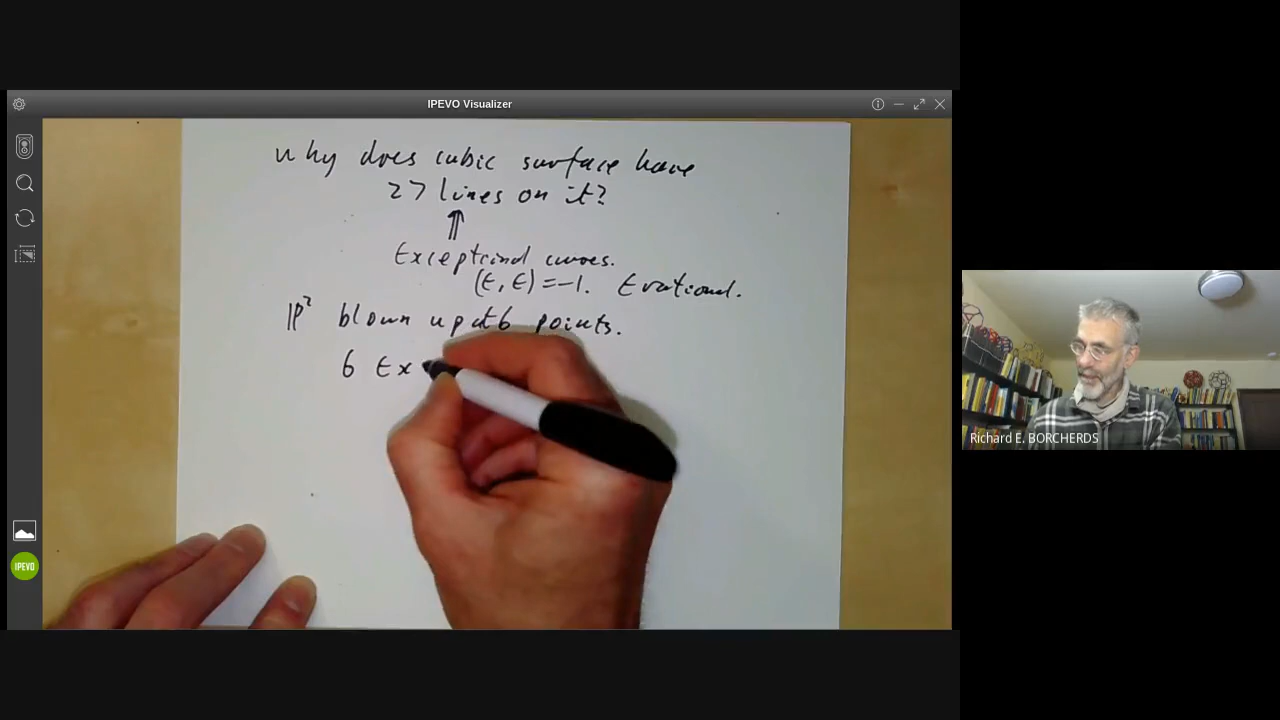 IPEVO Visualizer
Why does cubic surface have
27 lines on it?
⇑
Exceptional curves.
(E, E) = -1. E rational.
P² blown up at 6 points.
6 Ex
IPEVO
Richard E. BORCHERDS